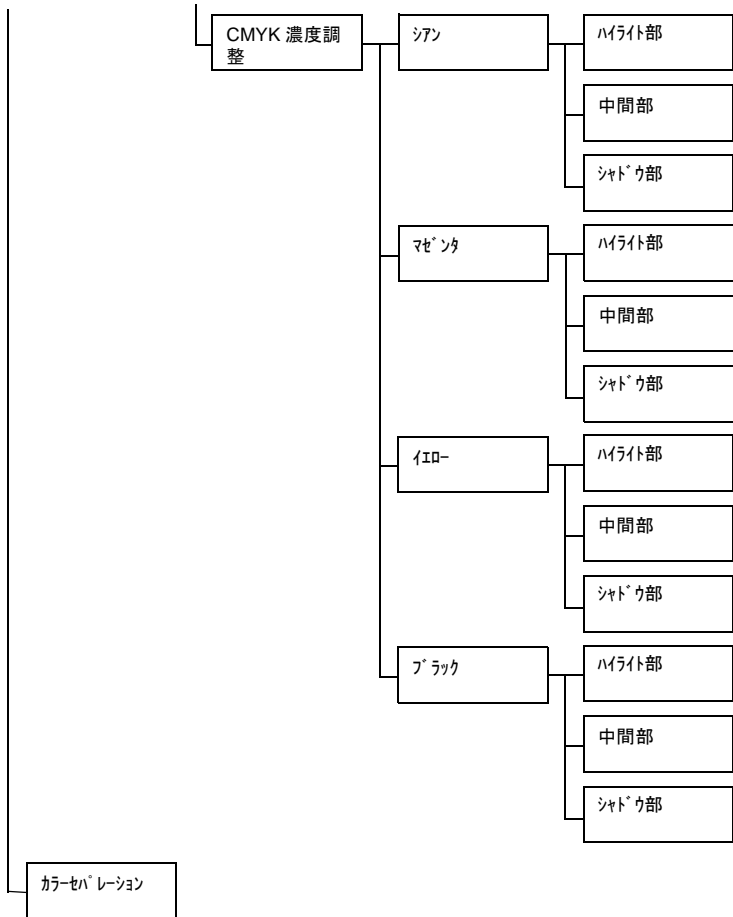 CMYK 濃度調
整
ｼｱﾝ
ﾊｲﾗｲﾄ部
中間部
ｼｬﾄﾞｳ部
ﾏｾﾞﾝﾀ
ﾊｲﾗｲﾄ部
中間部
ｼｬﾄﾞｳ部
ｲｴﾛｰ
ﾊｲﾗｲﾄ部
中間部
ｼｬﾄﾞｳ部
ﾌﾞﾗｯｸ
ﾊｲﾗｲﾄ部
中間部
ｼｬﾄﾞｳ部
ｶﾗｰｾﾊﾟﾚｰｼｮﾝ